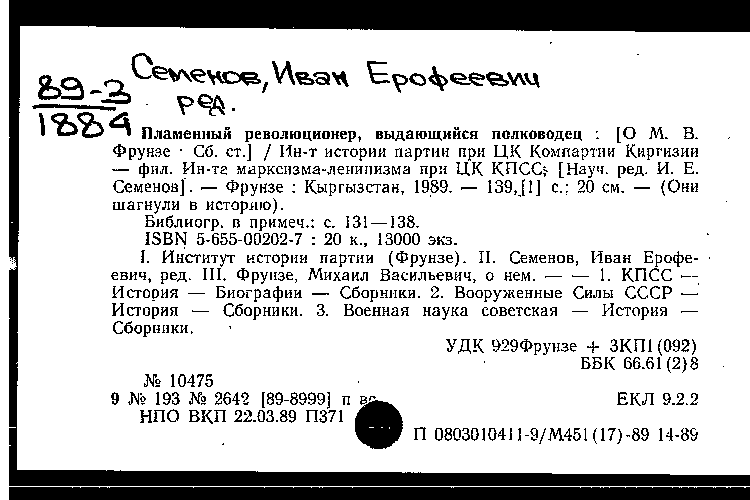 Семенов, Иван Ерофеевич
ред.
89-3
1884
Пламенный революционер, выдающийся полководец : [О М. В.
Фрунзе : Сб. ст.] / Ин-т истории партии при ЦК Компартии Киргизии
— фил. Ин-та марксизма-ленинизма при ЦК КПСС; [Науч. ред. И. Е.
Семенов]. — Фрунзе : Кыргызстан, 1989. — 139,[1] с.; 20 см. — (Они
шагнули в историю).
Библиогр. в примеч.: с. 131—138.
ISBN 5-655-00202-7 : 20 к., 13000 экз.
I. Институт истории партии (Фрунзе). II. Семенов, Иван Ерофе-
евич, ред. III. Фрунзе, Михаил Васильевич, о нем. — — 1. КПСС —
История — Биографии — Сборники. 2. Вооруженные Силы СССР —
История — Сборники. 3. Военная наука советская — История —
Сборники.
УДК 929Фрунзе + 3КП1(092)
ББК 66.61(2)8
№ 10475
9 № 193 № 2642 [89-8999] п
ЕКЛ 9.2.2
НПО ВКП 22.03.89 П371
П 0803010411-9/М451(17)-89 14-89